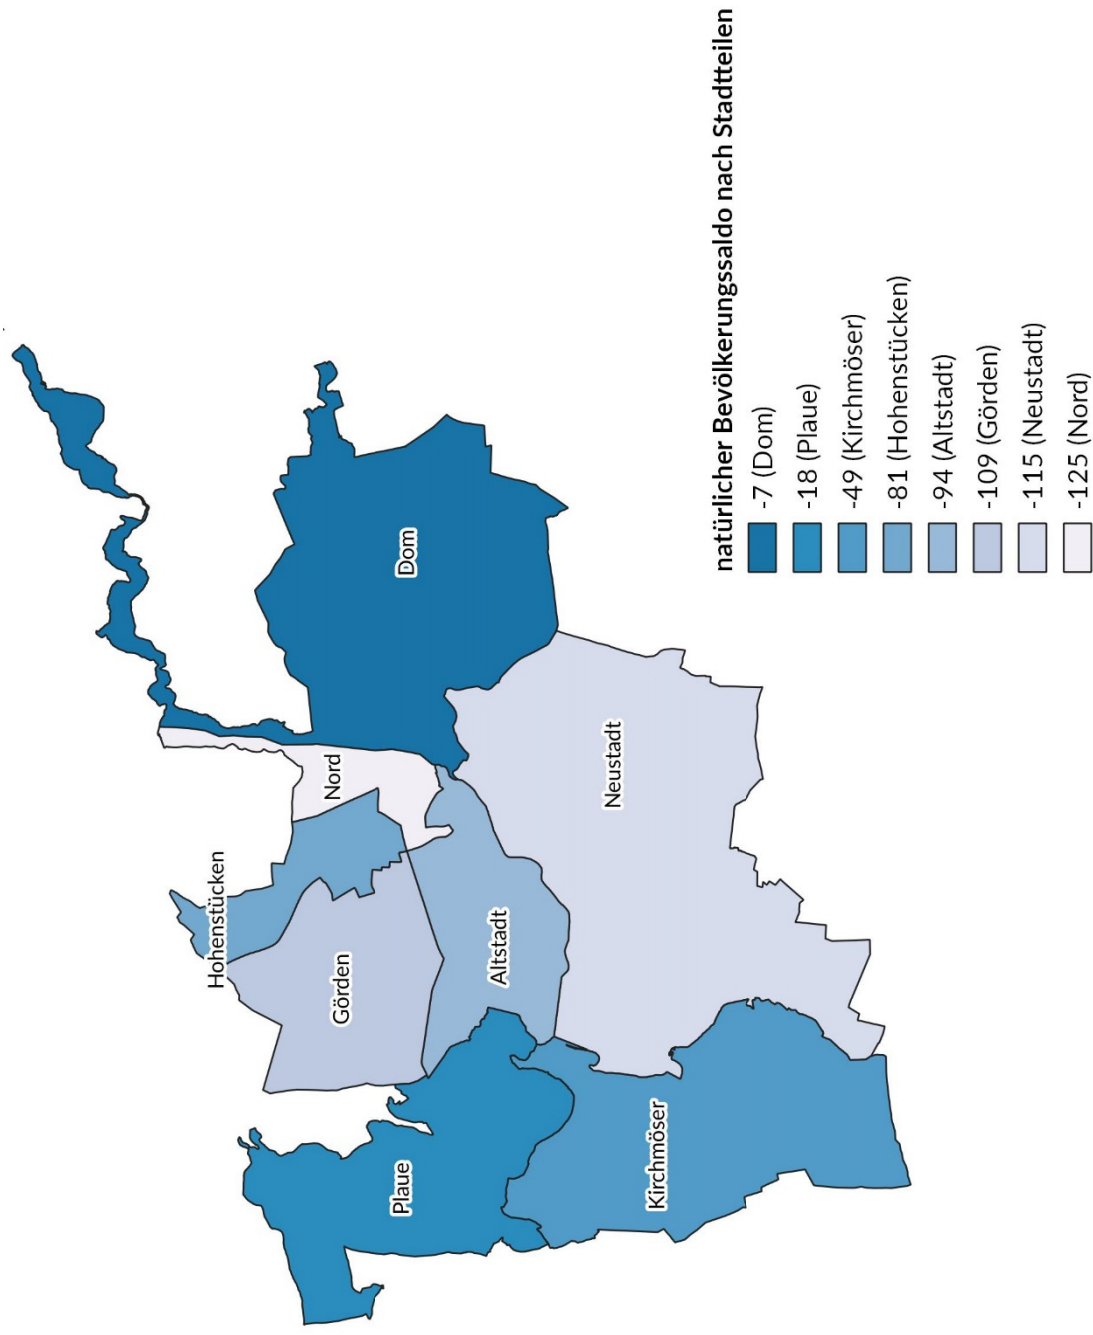 Hohenstücken
Görden
Nord
Dom
Plaue
Altstadt
Neustadt
Kirchmöser
natürlicher Bevölkerungssaldo nach Stadtteilen
-7 (Dom)
-18 (Plaue)
-49 (Kirchmöser)
-81 (Hohenstücken)
-94 (Altstadt)
-109 (Görden)
-115 (Neustadt)
-125 (Nord)